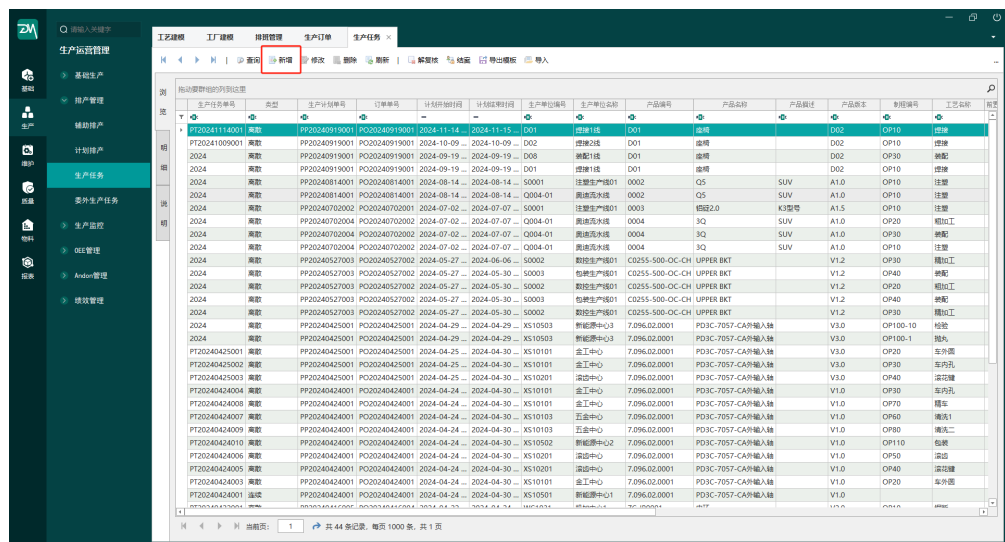 ZM
请输入关键字
生产运营管理
基础
生产
维护
质量
物料
报表
基础生产
排产管理
辅助排产
计划排产
生产任务
委外生产任务
生产监控
OEE管理
Andon管理
绩效管理
工艺建模 工厂建模 排班管理 生产订单 生产任务 ×
查询 新增 修改 删除 刷新 解复核 结案 导出模板 导入 ...
浏览
明细
说明
拖动要群组的列到这里
生产任务单号 类型 生产计划单号 订单单号 计划开始时间 计划结束时间 生产单位编号 生产单位名称 产品编号 产品名称 产品描述 产品版本 制程编号 工艺名称
PT20241114001 离散 PP20240919001 PO20240919001 2024-11-14 ... 2024-11-15 ... D01 焊接1线 D01 座椅 D02 OP10 焊接
PT20241009001 离散 PP20240919001 PO20240919001 2024-10-09 ... 2024-10-09 ... D02 焊接2线 D01 座椅 D02 OP10 焊接
2024 离散 PP20240919001 PO20240919001 2024-09-19 ... 2024-09-19 ... D08 装配1线 D01 座椅 D02 OP30 装配
2024 离散 PP20240919001 PO20240919001 2024-09-19 ... 2024-09-19 ... D01 焊接1线 D01 座椅 D02 OP10 焊接
2024 离散 PP20240814001 PO20240814001 2024-08-14 ... 2024-08-14 ... S0001 注塑生产线01 0002 Q5 SUV A1.0 OP10 注塑
2024 离散 PP20240814001 PO20240814001 2024-08-14 ... 2024-08-14 ... Q004-01 奥迪流水线 0002 Q5 SUV A1.0 OP10 注塑
2024 离散 PP20240702002 PO20240702001 2024-07-02 ... 2024-07-07 ... S0001 注塑生产线01 0003 铝锭2.0 K3型号 A1.5 OP10 注塑
2024 离散 PP20240702004 PO20240702002 2024-07-02 ... 2024-07-07 ... Q004-01 奥迪流水线 0004 3Q SUV A1.0 OP20 粗加工
2024 离散 PP20240702004 PO20240702002 2024-07-02 ... 2024-07-07 ... Q004-01 奥迪流水线 0004 3Q SUV A1.0 OP30 装配
2024 离散 PP20240702004 PO20240702002 2024-07-02 ... 2024-07-07 ... Q004-01 奥迪流水线 0004 3Q SUV A1.0 OP10 注塑
2024 离散 PP20240527003 PO20240527002 2024-05-27 ... 2024-06-06 ... S0002 数控生产线01 C0255-500-OC-CH UPPER BKT V1.2 OP30 精加工
2024 离散 PP20240527003 PO20240527002 2024-05-27 ... 2024-05-30 ... S0003 包装生产线01 C0255-500-OC-CH UPPER BKT V1.2 OP40 装配
2024 离散 PP20240527003 PO20240527002 2024-05-27 ... 2024-05-30 ... S0002 数控生产线01 C0255-500-OC-CH UPPER BKT V1.2 OP20 粗加工
2024 离散 PP20240527003 PO20240527002 2024-05-27 ... 2024-05-30 ... S0003 包装生产线01 C0255-500-OC-CH UPPER BKT V1.2 OP40 装配
2024 离散 PP20240527003 PO20240527002 2024-05-27 ... 2024-05-30 ... S0002 数控生产线01 C0255-500-OC-CH UPPER BKT V1.2 OP30 精加工
2024 离散 PP20240425001 PO20240425001 2024-04-29 ... 2024-04-29 ... XS10503 新能源中心3 7.096.02.0001 PD3C-7057-CA外输入轴 V3.0 OP100-10 检验
2024 离散 PP20240425001 PO20240425001 2024-04-29 ... 2024-04-29 ... XS10503 新能源中心3 7.096.02.0001 PD3C-7057-CA外输入轴 V3.0 OP100-1 抛丸
PT20240425001 离散 PP20240425001 PO20240425001 2024-04-25 ... 2024-04-30 ... XS10101 金工中心 7.096.02.0001 PD3C-7057-CA外输入轴 V3.0 OP20 车外圆
PT20240425002 离散 PP20240425001 PO20240425001 2024-04-25 ... 2024-04-30 ... XS10101 金工中心 7.096.02.0001 PD3C-7057-CA外输入轴 V3.0 OP30 车内孔
PT20240425003 离散 PP20240425001 PO20240425001 2024-04-25 ... 2024-04-30 ... XS10201 滚齿中心 7.096.02.0001 PD3C-7057-CA外输入轴 V3.0 OP40 滚花键
PT20240424004 离散 PP20240424001 PO20240424001 2024-04-24 ... 2024-04-30 ... XS10101 金工中心 7.096.02.0001 PD3C-7057-CA外输入轴 V1.0 OP30 车内孔
PT20240424008 离散 PP20240424001 PO20240424001 2024-04-24 ... 2024-04-30 ... XS10101 金工中心 7.096.02.0001 PD3C-7057-CA外输入轴 V1.0 OP70 精车
PT20240424007 离散 PP20240424001 PO20240424001 2024-04-24 ... 2024-04-30 ... XS10103 五金中心 7.096.02.0001 PD3C-7057-CA外输入轴 V1.0 OP60 清洗1
PT20240424009 离散 PP20240424001 PO20240424001 2024-04-24 ... 2024-04-30 ... XS10103 五金中心 7.096.02.0001 PD3C-7057-CA外输入轴 V1.0 OP80 清洗二
PT20240424010 离散 PP20240424001 PO20240424001 2024-04-24 ... 2024-04-30 ... XS10502 新能源中心2 7.096.02.0001 PD3C-7057-CA外输入轴 V1.0 OP110 包装
PT20240424006 离散 PP20240424001 PO20240424001 2024-04-24 ... 2024-04-30 ... XS10201 滚齿中心 7.096.02.0001 PD3C-7057-CA外输入轴 V1.0 OP50 滚齿
PT20240424005 离散 PP20240424001 PO20240424001 2024-04-24 ... 2024-04-30 ... XS10201 滚齿中心 7.096.02.0001 PD3C-7057-CA外输入轴 V1.0 OP40 滚花键
PT20240424003 离散 PP20240424001 PO20240424001 2024-04-24 ... 2024-04-30 ... XS10101 金工中心 7.096.02.0001 PD3C-7057-CA外输入轴 V1.0 OP20 车外圆
PT20240424001 连续 PP20240424001 PO20240424001 2024-04-24 ... 2024-04-30 ... XS10501 新能源中心1 7.096.02.0001 PD3C-7057-CA外输入轴 V1.0
当前页: 1 共 44 条记录, 每页 1000 条, 共 1 页